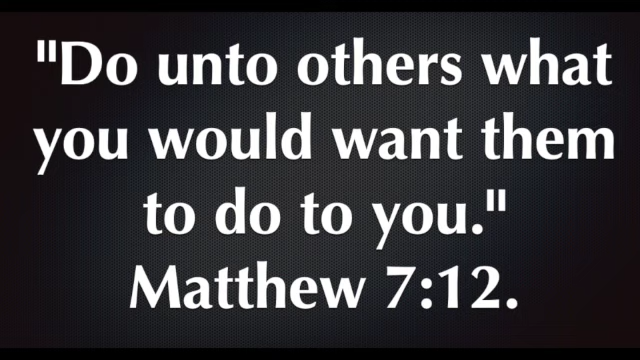 "Do unto others what
you would want them
to do to you."
Matthew 7:12.